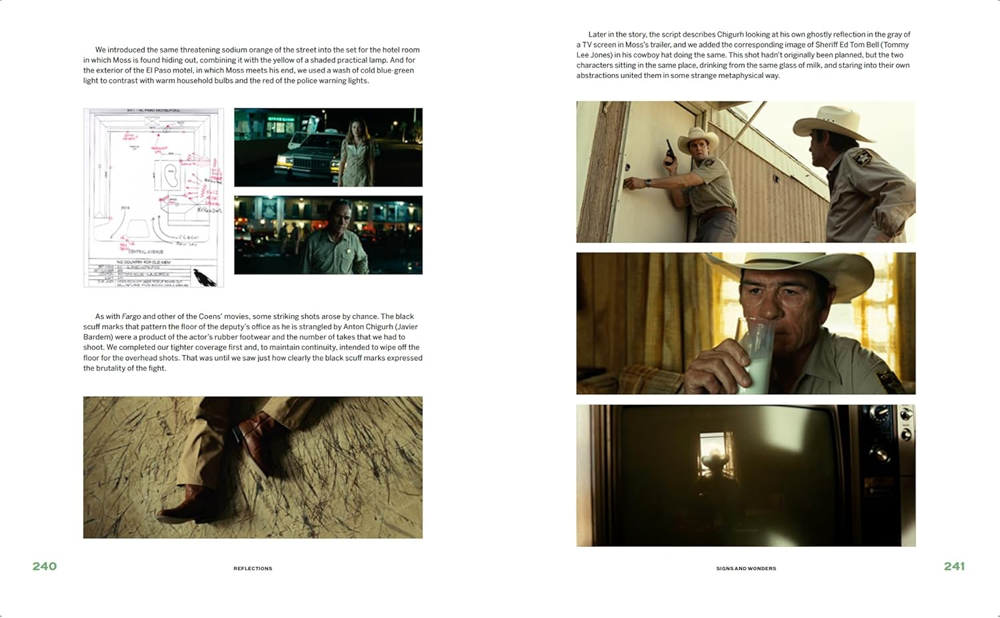 We introduced the same threatening sodium orange of the street into the set for the hotel room
in which Moss is found hiding out, combining it with the yellow of a shaded practical lamp. And for
the exterior of the El Paso motel, in which Moss meets his end, we used a wash of cold blue-green
light to contrast with warm household bulbs and the red of the police warning lights.
EXT. - EL PASO MOTEL/POOL
CENTRAL AVENUE
"NO COUNTRY FOR OLD MEN"
As with Fargo and other of the Coens' movies, some striking shots arose by chance. The black
scuff marks that pattern the floor of the deputy's office as he is strangled by Anton Chigurh (Javier
Bardem) were a product of the actor's rubber footwear and the number of takes that we had to
shoot. We completed our tighter coverage first and, to maintain continuity, intended to wipe off the
floor for the overhead shots. That was until we saw just how clearly the black scuff marks expressed
the brutality of the fight.
240
REFLECTIONS
Later in the story, the script describes Chigurh looking at his own ghostly reflection in the gray of
a TV screen in Moss's trailer, and we added the corresponding image of Sheriff Ed Tom Bell (Tommy
Lee Jones) in his cowboy hat doing the same. This shot hadn't originally been planned, but the two
characters sitting in the same place, drinking from the same glass of milk, and staring into their own
abstractions united them in some strange metaphysical way.
SIGNS AND WONDERS
241